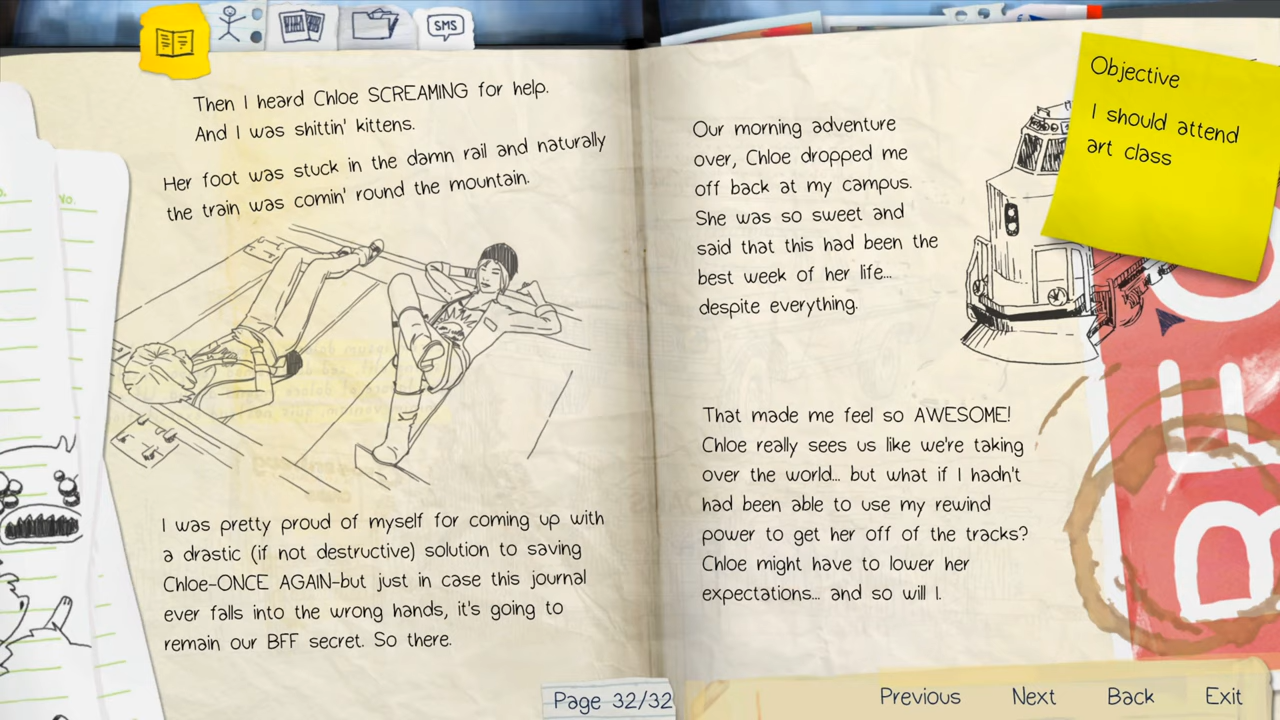 SMS
Then I heard Chloe SCREAMING for help.
And I was shittin' kittens.
Her foot was stuck in the damn rail and naturally
the train was comin' round the mountain.
I was pretty proud of myself for coming up with
a drastic (if not destructive) solution to saving
Chloe-ONCE AGAIN-but just in case this journal
ever falls into the wrong hands, it's going to
remain our BFF secret. So there.
Our morning adventure
over, Chloe dropped me
off back at my campus.
She was so sweet and
said that this had been the
best week of her life...
despite everything.
That made me feel so AWESOME!
Chloe really sees us like we're taking
over the world... but what if I hadn't
had been able to use my rewind
power to get her off of the tracks?
Chloe might have to lower her
expectations... and so will I.
Objective
I should attend
art class
No.
Page 32/32
Previous
Next
Back
Exit